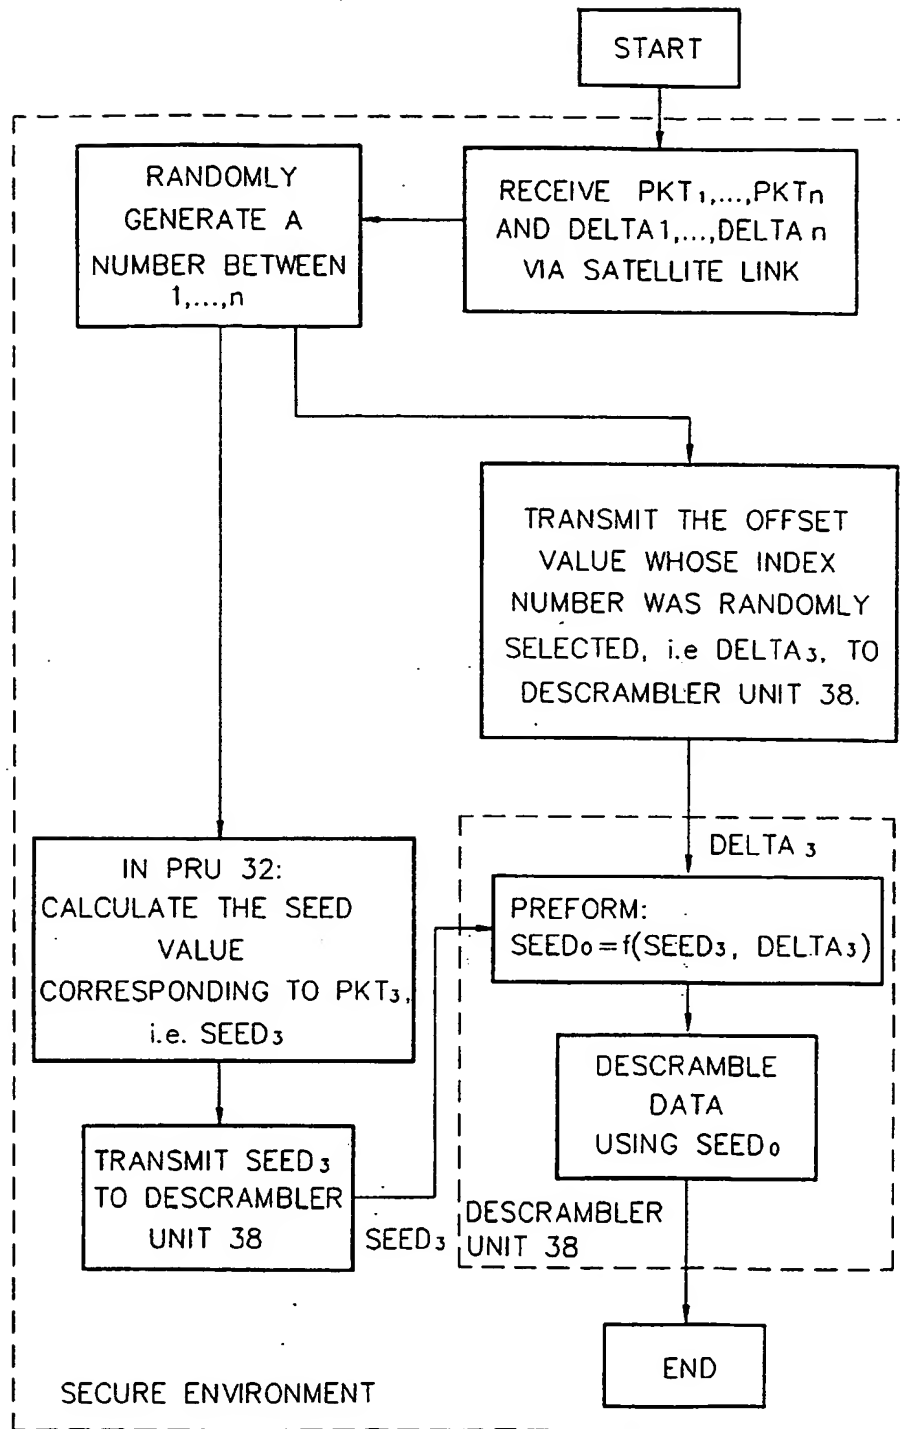 START
RECEIVE PKT₁,...,PKTn
AND DELTA1,...,DELTA n
VIA SATELLITE LINK
RANDOMLY
GENERATE A
NUMBER BETWEEN
1,...,n
TRANSMIT THE OFFSET
VALUE WHOSE INDEX
NUMBER WAS RANDOMLY
SELECTED, i.e DELTA₃, TO
DESCRAMBLER UNIT 38.
IN PRU 32:
CALCULATE THE SEED
VALUE
CORRESPONDING TO PKT₃,
i.e. SEED₃
TRANSMIT SEED₃
TO DESCRAMBLER
UNIT 38
SEED₃
DELTA ₃
PREFORM:
SEED₀=f(SEED₃, DELTA₃)
DESCRAMBLE
DATA
USING SEED₀
DESCRAMBLER
UNIT 38
END
SECURE ENVIRONMENT